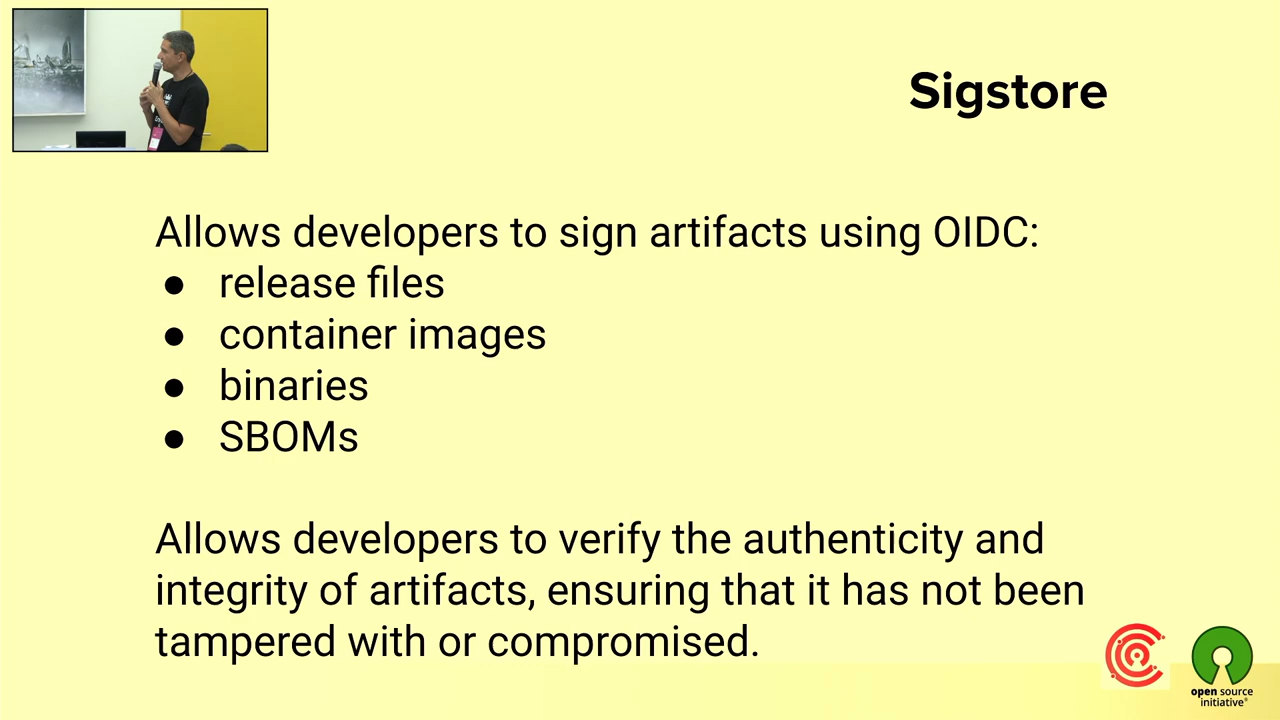 Sigstore
Allows developers to sign artifacts using OIDC:
● release files
● container images
● binaries
● SBOMs
Allows developers to verify the authenticity and
integrity of artifacts, ensuring that it has not been
tampered with or compromised.
open source
initiative®